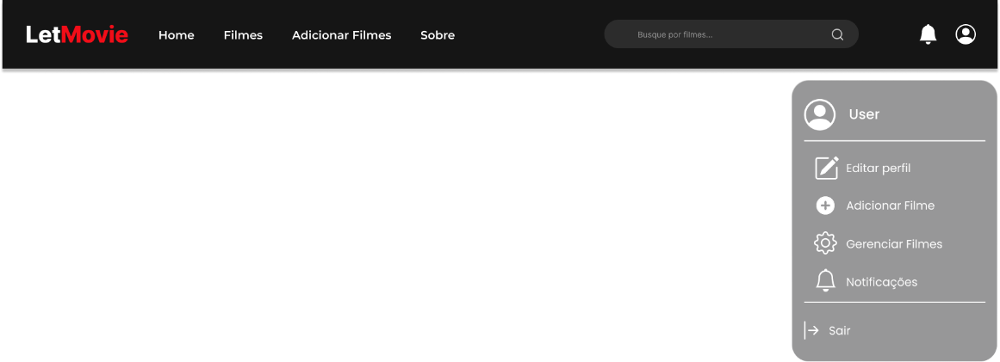 LetMovie Home Filmes Adicionar Filmes Sobre Busque por filmes...
User
Editar perfil
Adicionar Filme
Gerenciar Filmes
Notificações
Sair